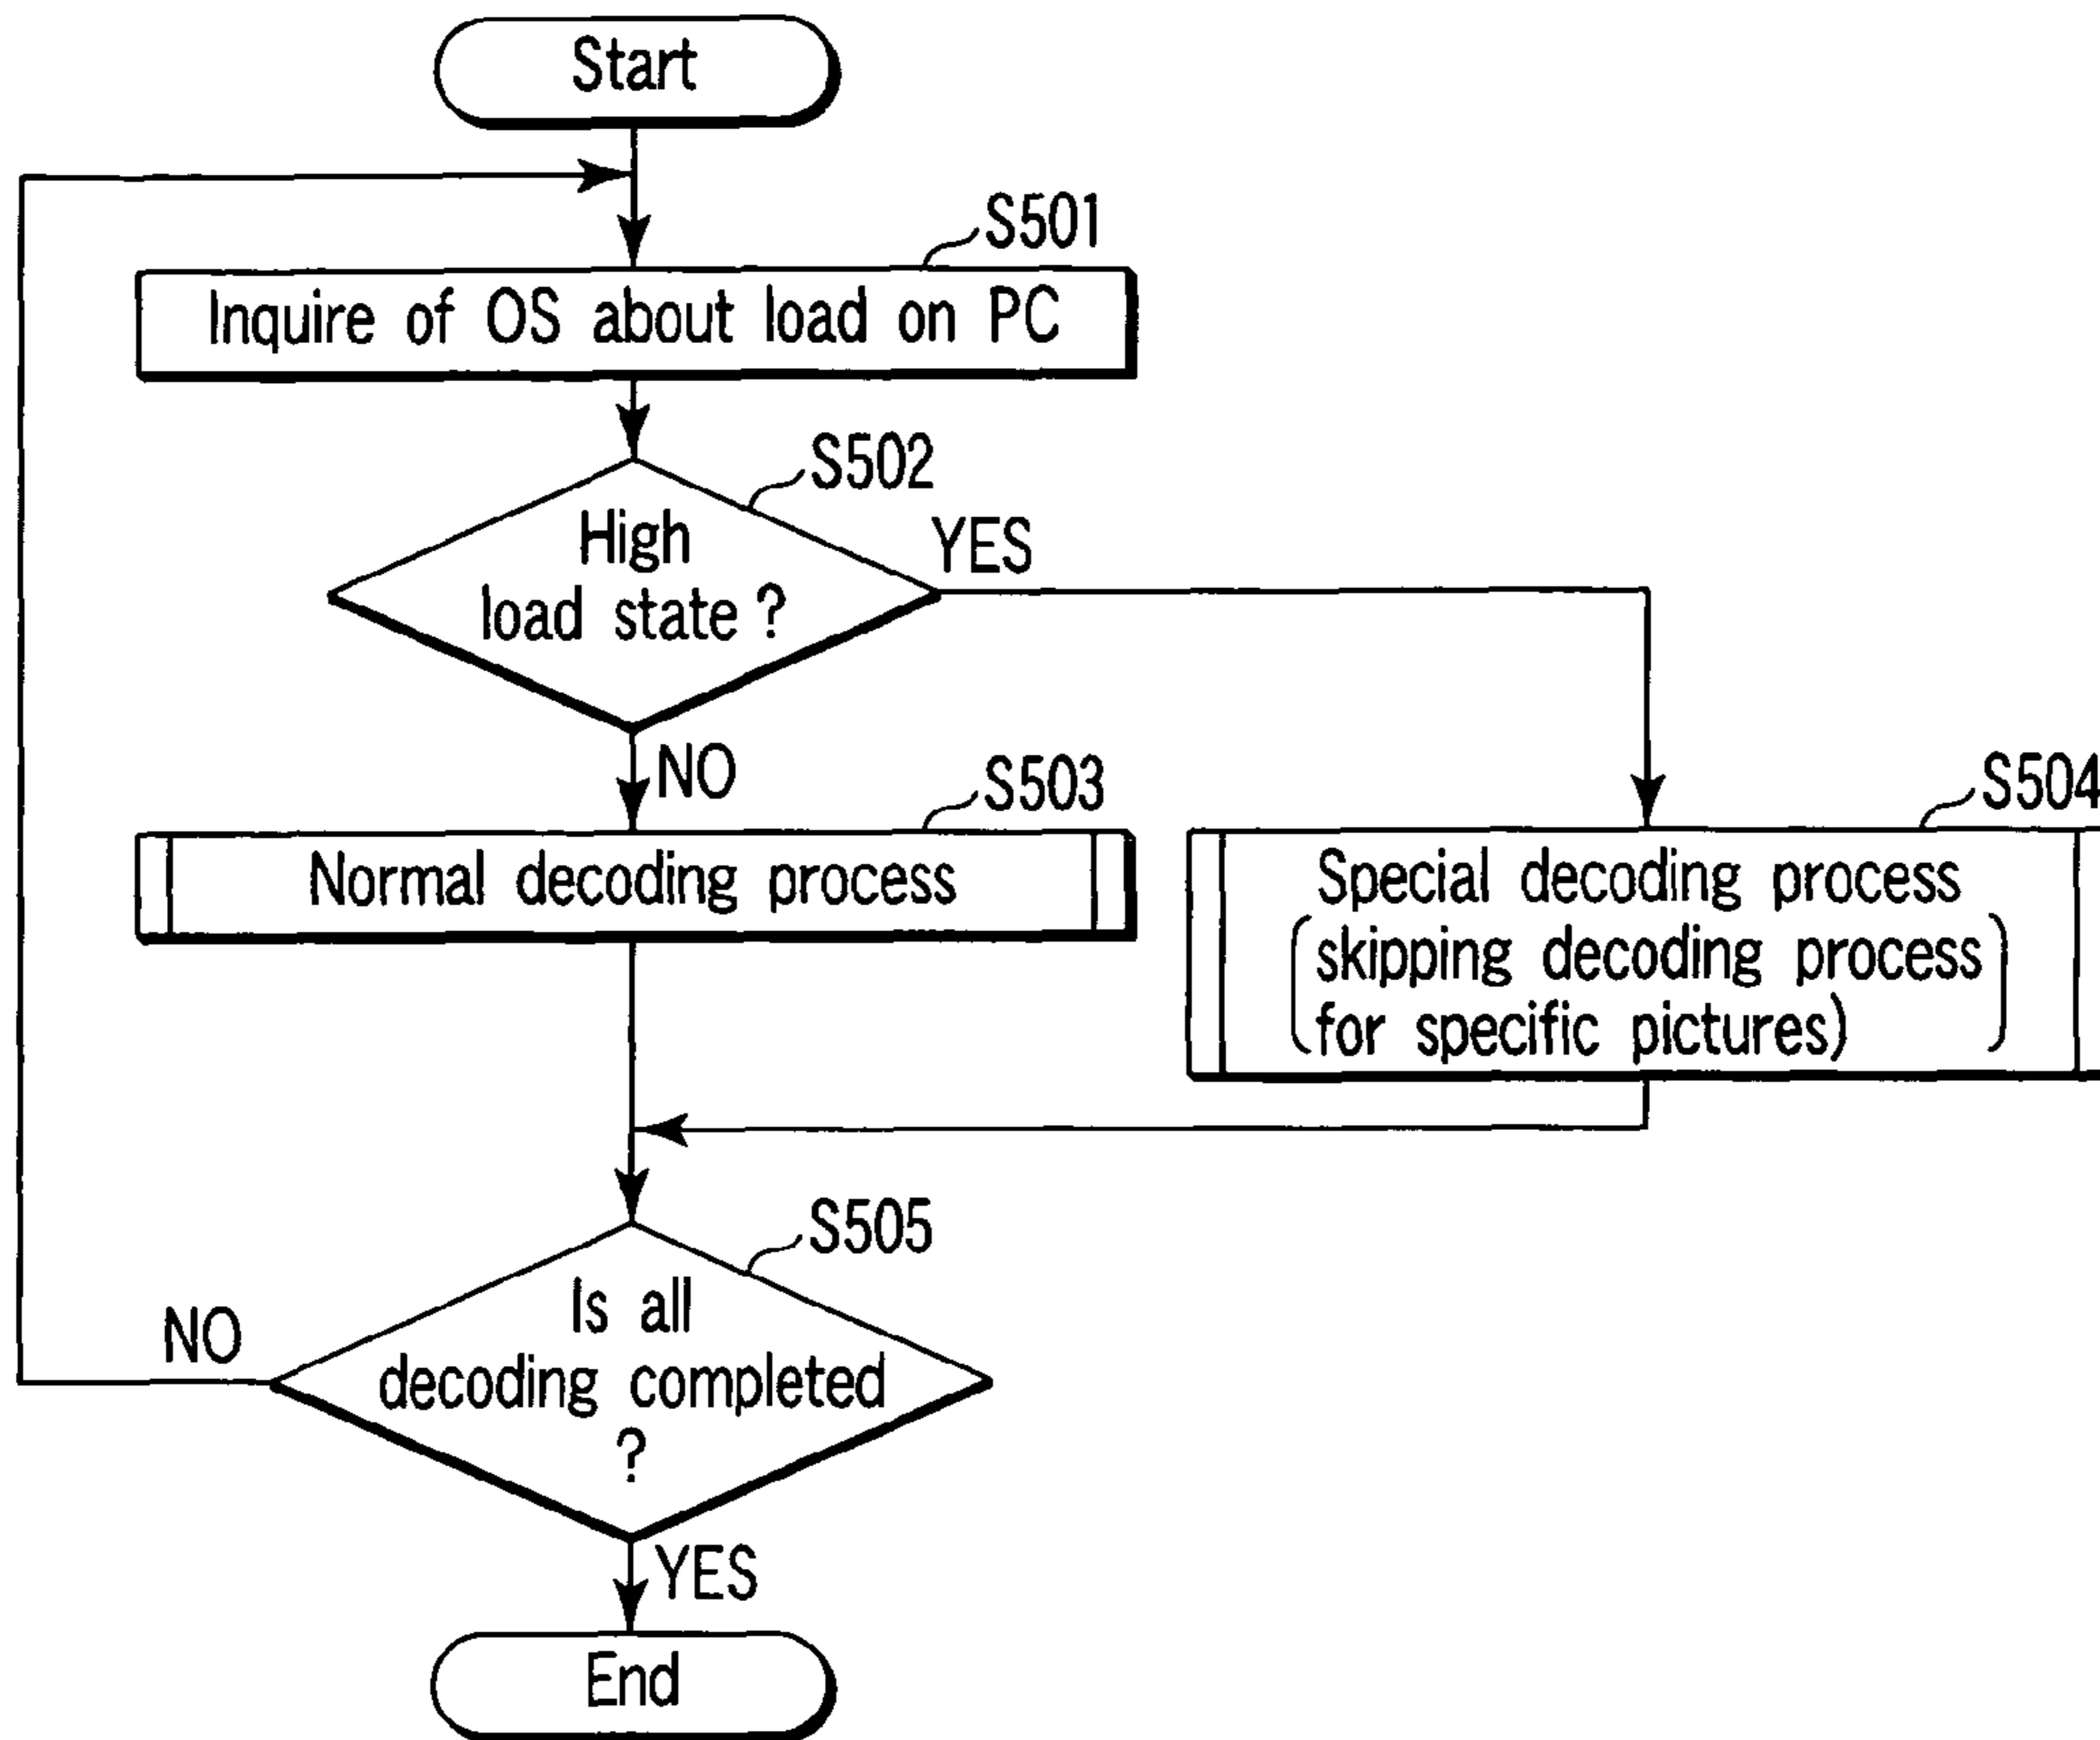 Start
S501
Inquire of OS about load on PC
S502
High
load state ?
YES
NO
S503
Normal decoding process
S504
Special decoding process
skipping decoding process
for specific pictures)
S505
Is all
decoding completed
?
NO
YES
End